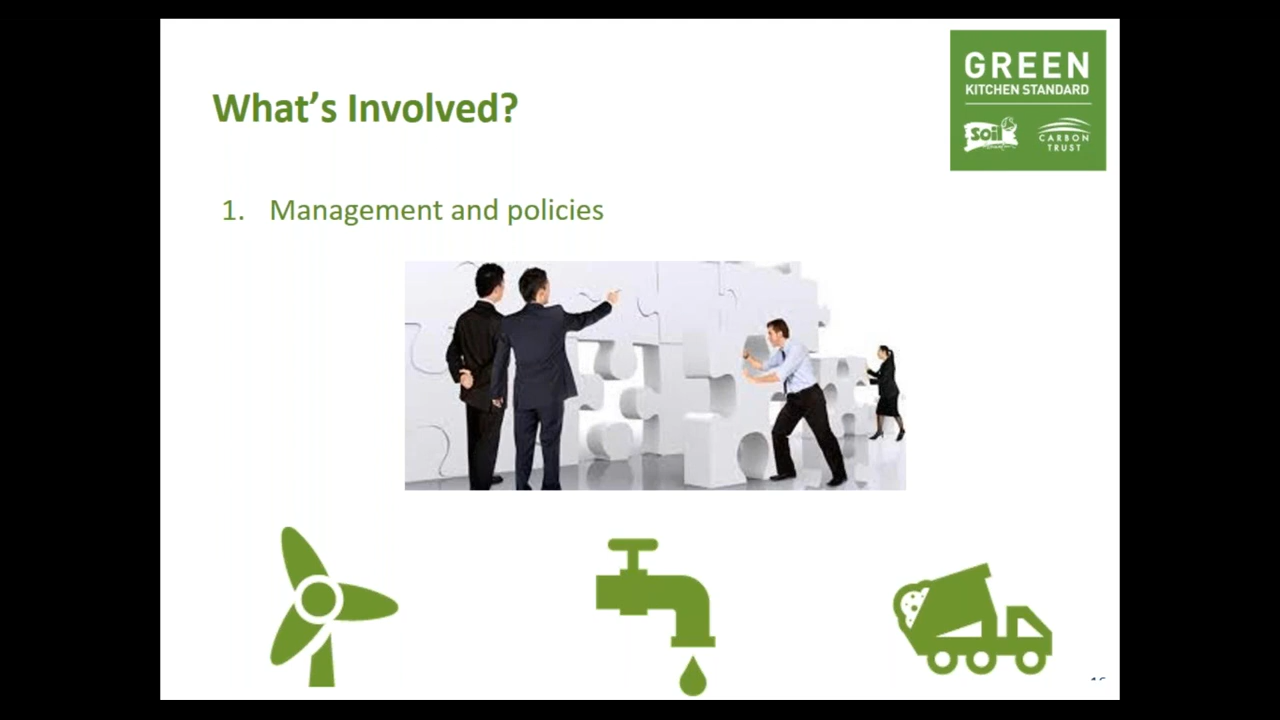 GREEN
KITCHEN STANDARD
Soil
CARBON
TRUST
What's Involved?
1. Management and policies